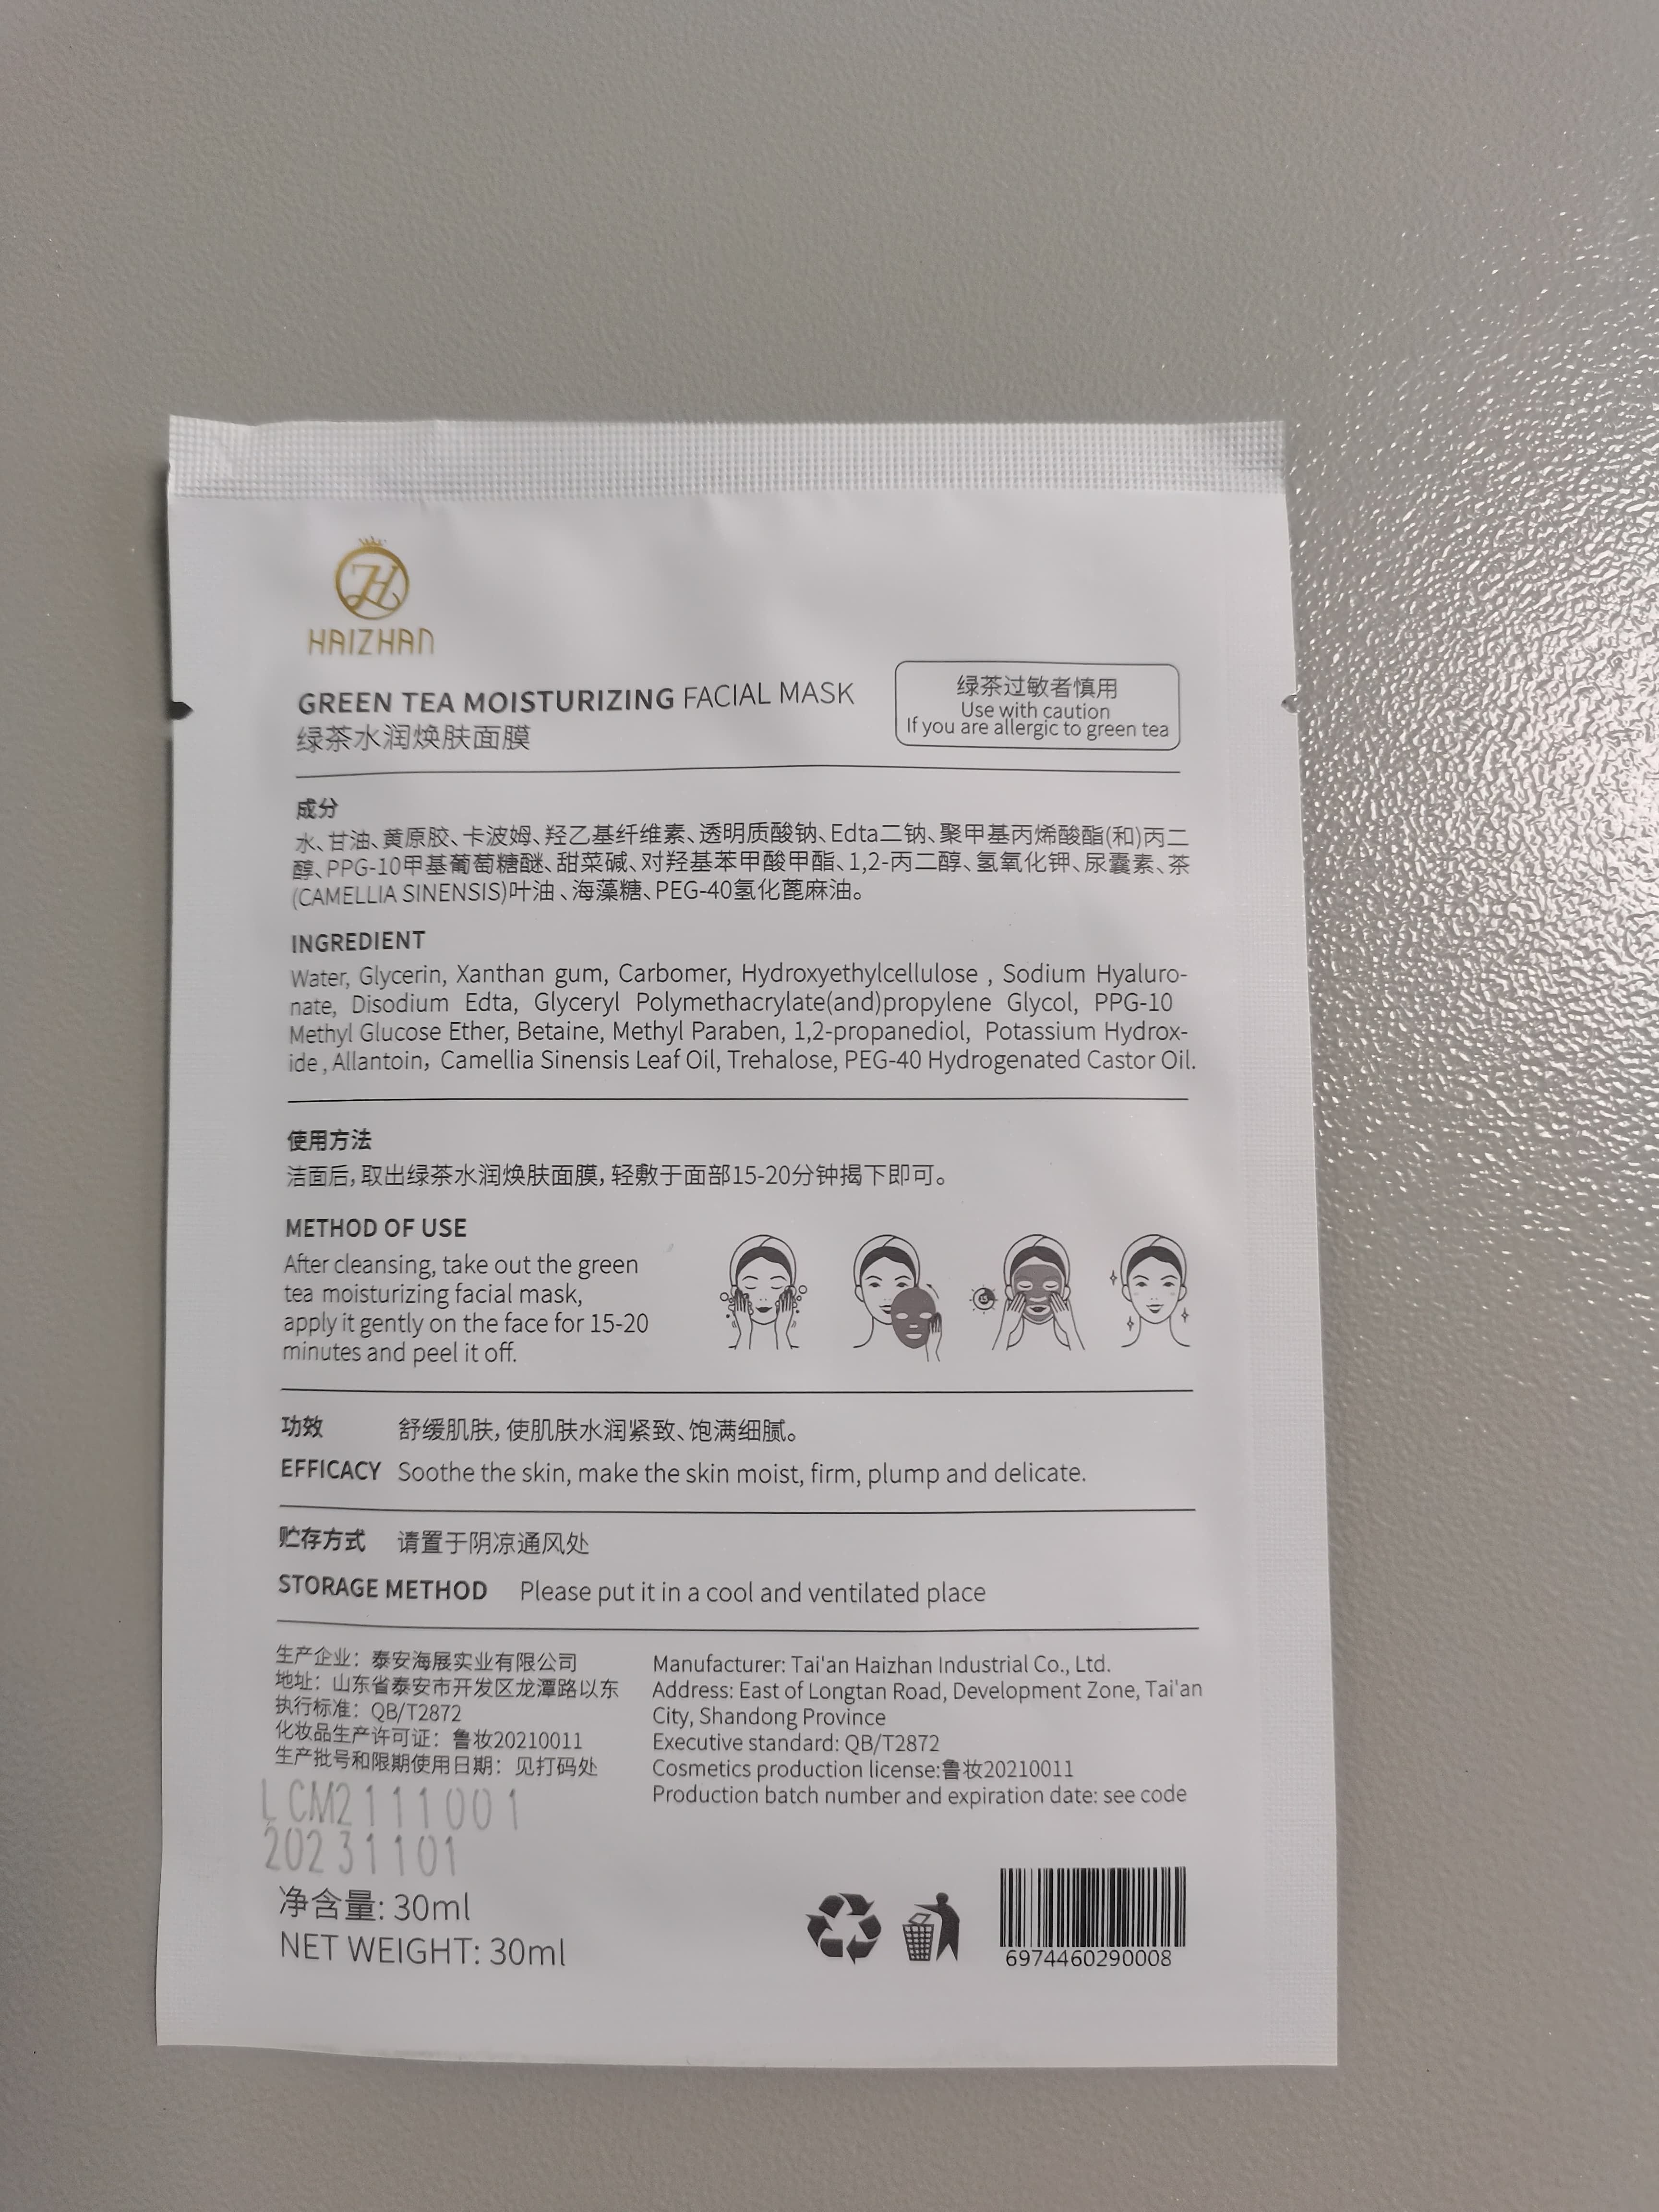 HAIZHAN
GREEN TEA MOISTURIZING FACIAL MASK
绿茶水润焕肤面膜
绿茶过敏者慎用
Use with caution
If you are allergic to green tea
成分
水、甘油、黄原胶、卡波姆、羟乙基纤维素、透明质酸钠、Edta二钠、聚甲基丙烯酸酯(和)丙二
醇、PPG-10甲基葡萄糖醚、甜菜碱、对羟基苯甲酸甲酯、1,2-丙二醇、氢氧化钾、尿囊素、茶
(CAMELLIA SINENSIS)叶油、海藻糖、PEG-40氢化蓖麻油。
INGREDIENT
Water, Glycerin, Xanthan gum, Carbomer, Hydroxyethylcellulose , Sodium Hyaluro-
nate, Disodium Edta, Glyceryl Polymethacrylate(and)propylene Glycol, PPG-10
Methyl Glucose Ether, Betaine, Methyl Paraben, 1,2-propanediol, Potassium Hydrox-
ide , Allantoin, Camellia Sinensis Leaf Oil, Trehalose, PEG-40 Hydrogenated Castor Oil.
使用方法
洁面后, 取出绿茶水润焕肤面膜, 轻敷于面部15-20分钟揭下即可。
METHOD OF USE
After cleansing, take out the green
tea moisturizing facial mask,
apply it gently on the face for 15-20
minutes and peel it off.
功效 舒缓肌肤, 使肌肤水润紧致、饱满细腻。
EFFICACY Soothe the skin, make the skin moist, firm, plump and delicate.
贮存方式 请置于阴凉通风处
STORAGE METHOD Please put it in a cool and ventilated place
生产企业：泰安海展实业有限公司
地址：山东省泰安市开发区龙潭路以东
执行标准：QB/T2872
化妆品生产许可证：鲁妆20210011
生产批号和限期使用日期：见打码处
LCM2111001
20231101
Manufacturer: Tai'an Haizhan Industrial Co., Ltd.
Address: East of Longtan Road, Development Zone, Tai'an
City, Shandong Province
Executive standard: QB/T2872
Cosmetics production license:鲁妆20210011
Production batch number and expiration date: see code
净含量: 30ml
NET WEIGHT: 30ml
6974460290008